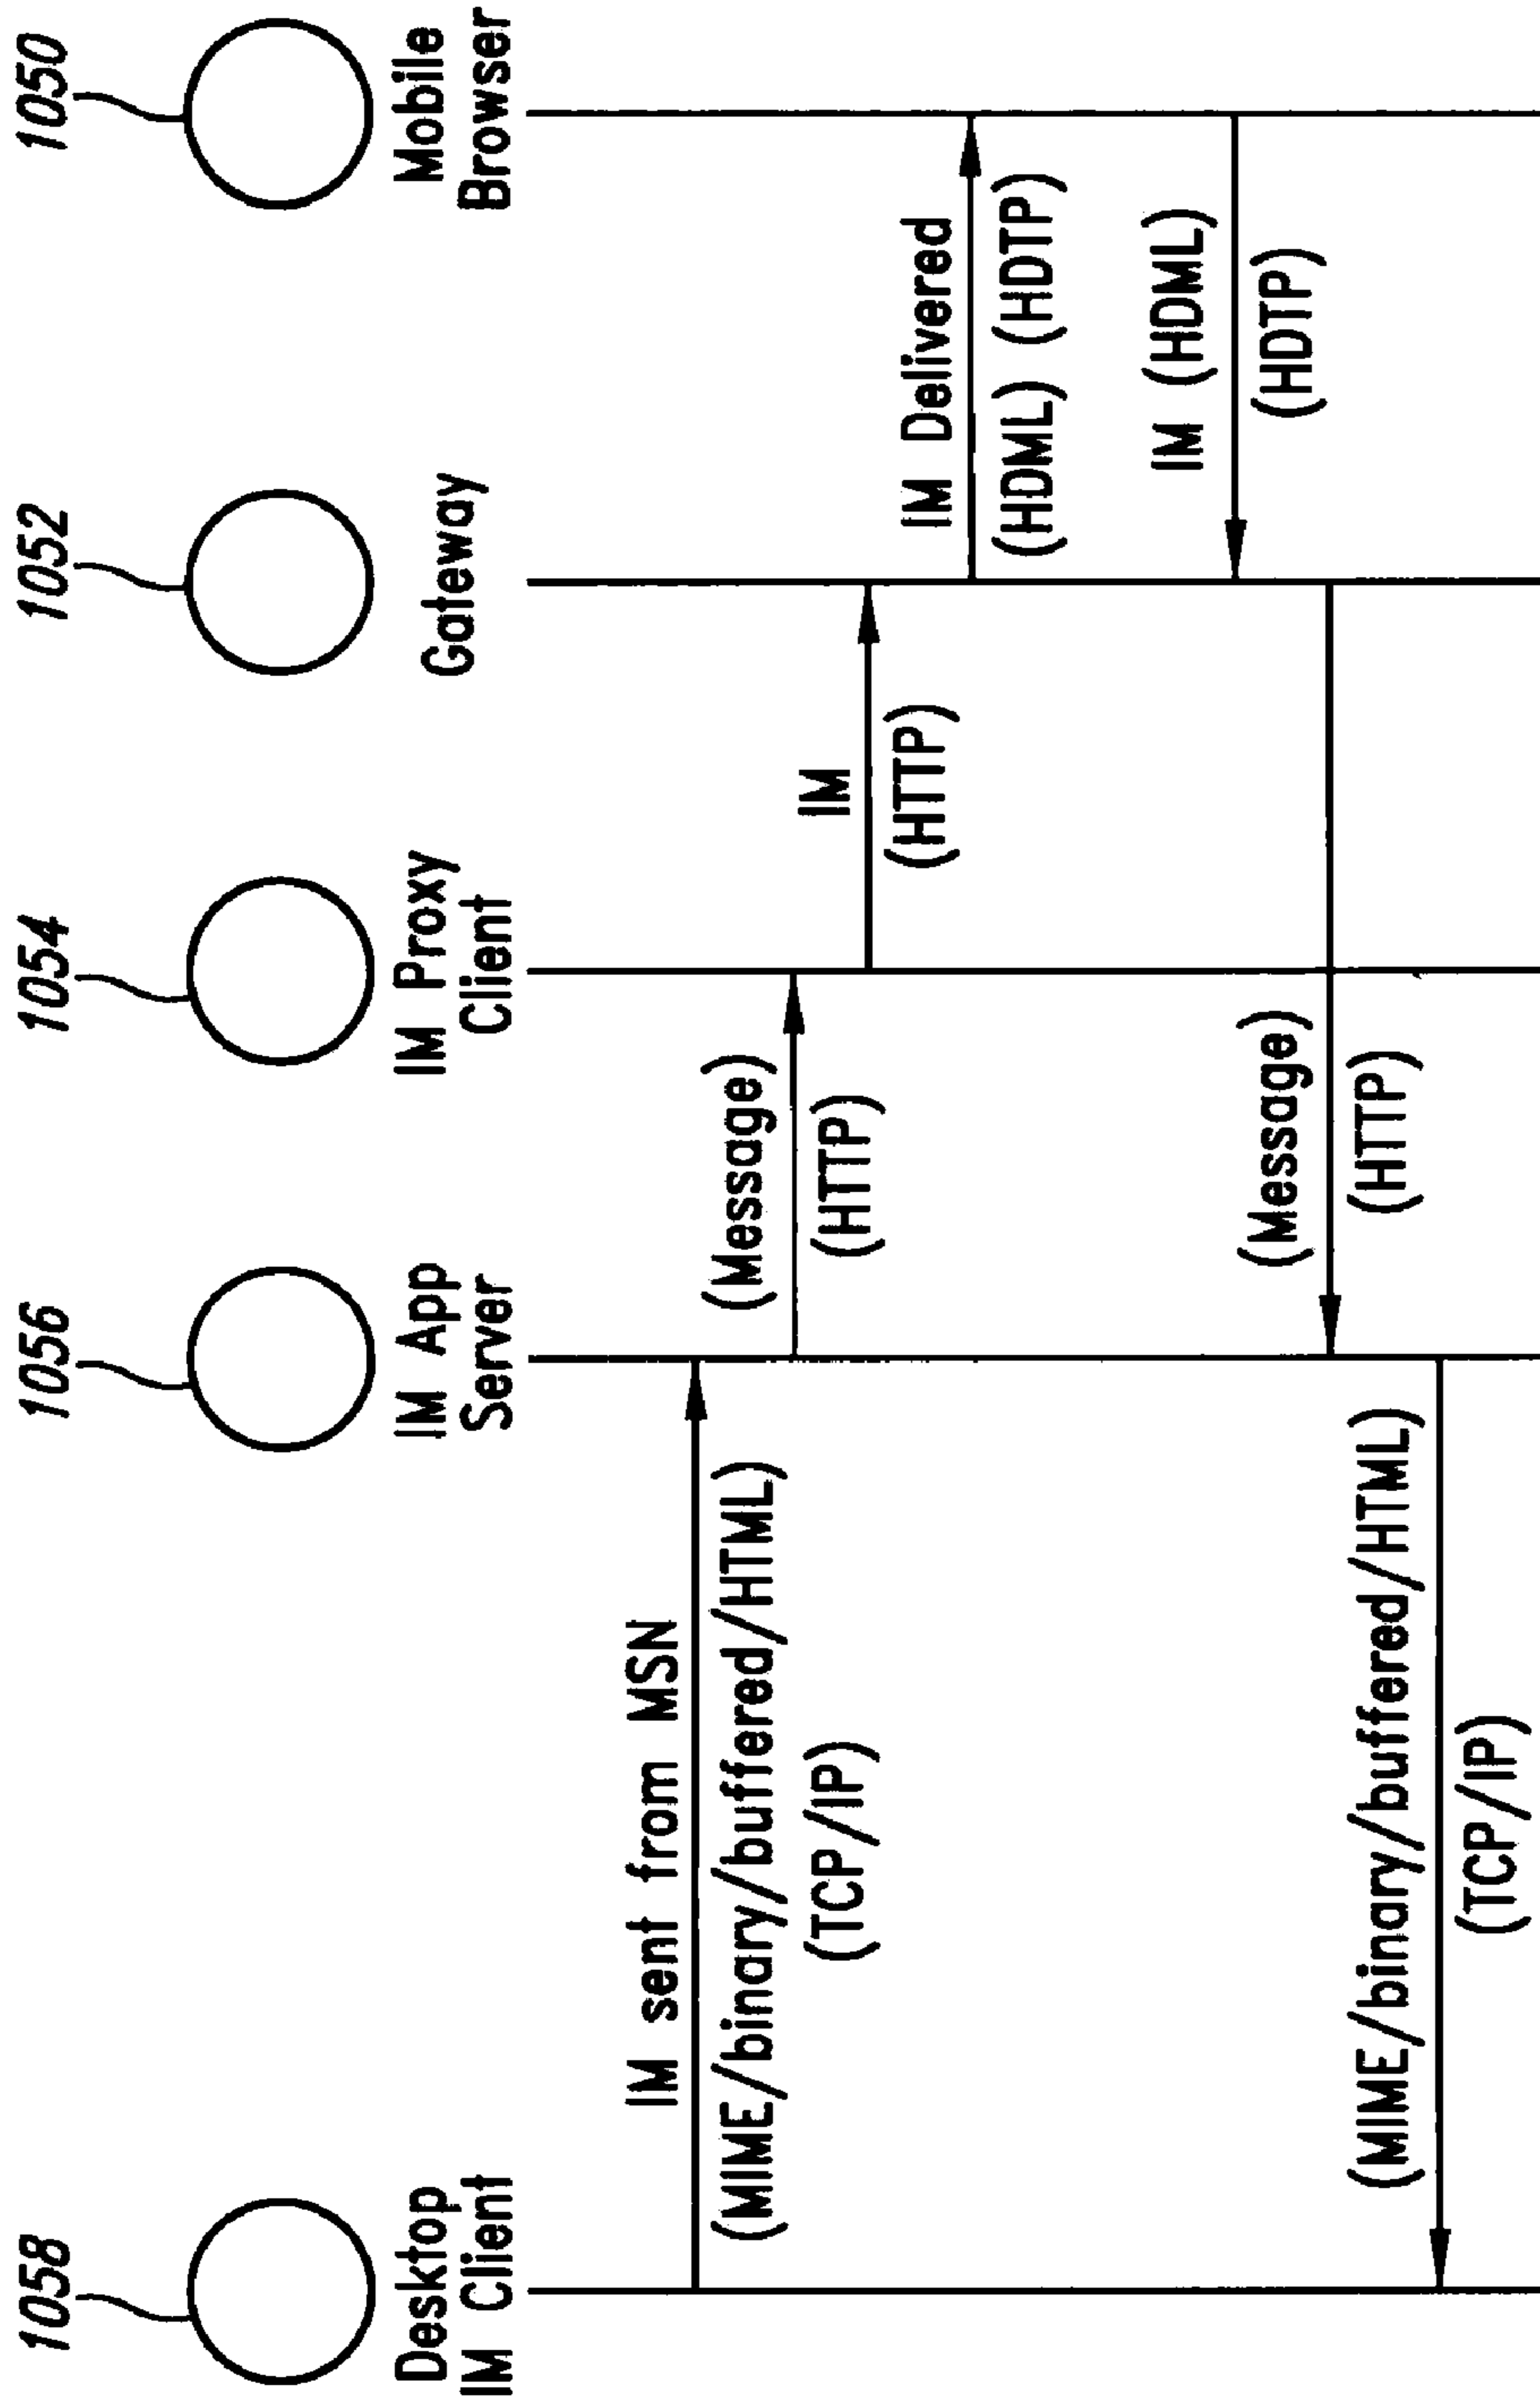 1058
1056
1054
1052
1050
Desktop
IM Client
IM App
Server
IM Proxy
Client
Gateway
Mobile
Browser
IM sent from MSN
(MIME/binary/buffered/HTML)
(TCP/IP)
(Message)
(HTTP)
IM
(HTTP)
IM Delivered
(HDML) (HDTP)
IM (HDML)
(HDTP)
(Message)
(HTTP)
(MIME/binary/buffered/HTML)
(TCP/IP)